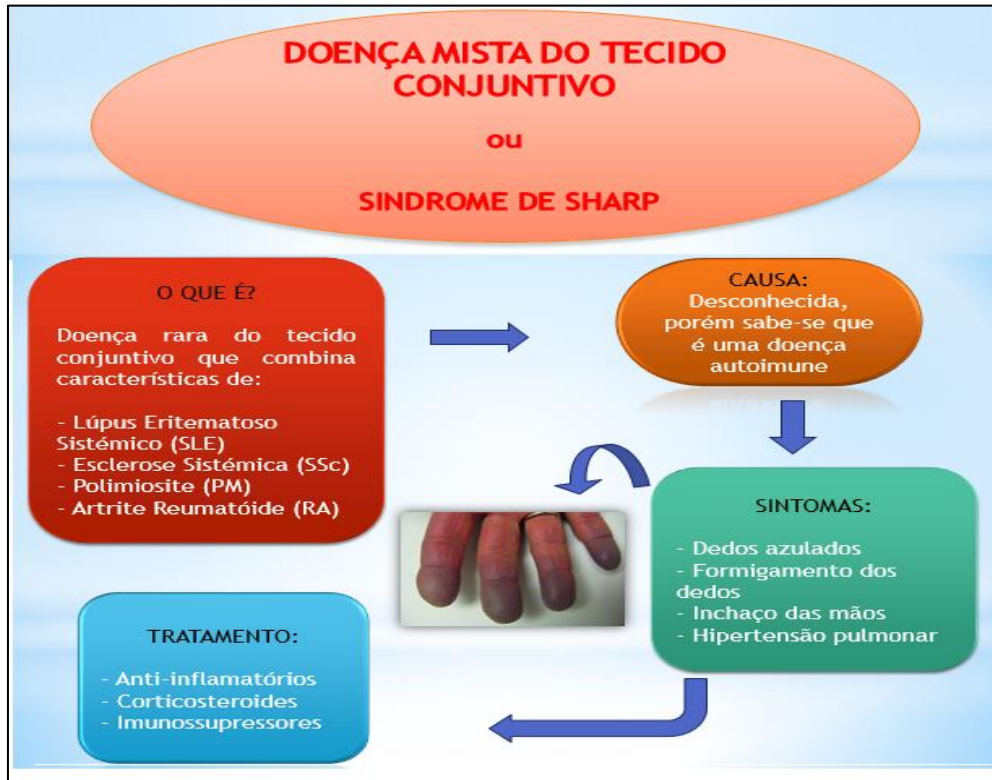 DOENÇA MISTA DO TECIDO
CONJUNTIVO
ou
SINDROME DE SHARP
O QUE É?
Doença rara do tecido
conjuntivo que combina
características de:
- Lúpus Eritematoso
Sistémico (SLE)
- Esclerose Sistémica (SSc)
- Polimiosite (PM)
- Artrite Reumatóide (RA)
CAUSA:
Desconhecida,
porém sabe-se que
é uma doença
autoimune
SINTOMAS:
- Dedos azulados
- Formigamento dos
dedos
- Inchaço das mãos
- Hipertensão pulmonar
TRATAMENTO:
- Anti-inflamatórios
- Corticosteroides
- Imunossupressores